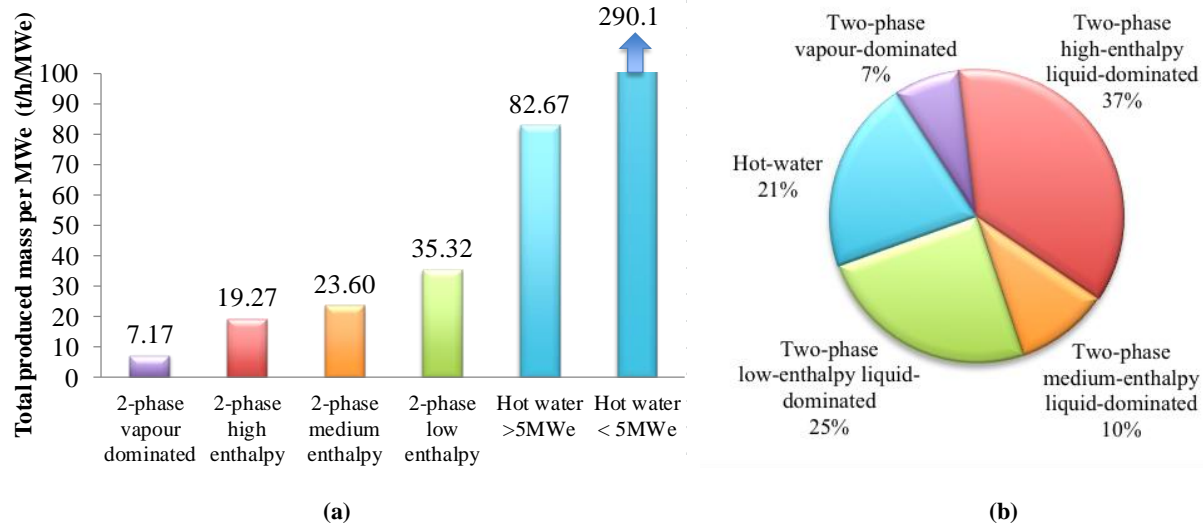 Total produced mass per MWe (t/h/MWe)
100
90
80
70
60
50
40
30
20
10
0
7.17
19.27
23.60
35.32
82.67
290.1
2-phase
vapour
dominated
2-phase
high
enthalpy
2-phase
medium
enthalpy
2-phase
low
enthalpy
Hot water
>5MWe
Hot water
< 5MWe
(a)
Two-phase
vapour-dominated
7%
Two-phase
high-enthalpy
liquid-dominated
37%
Hot-water
21%
Two-phase
low-enthalpy liquid-
dominated
25%
Two-phase
medium-enthalpy
liquid-dominated
10%
(b)